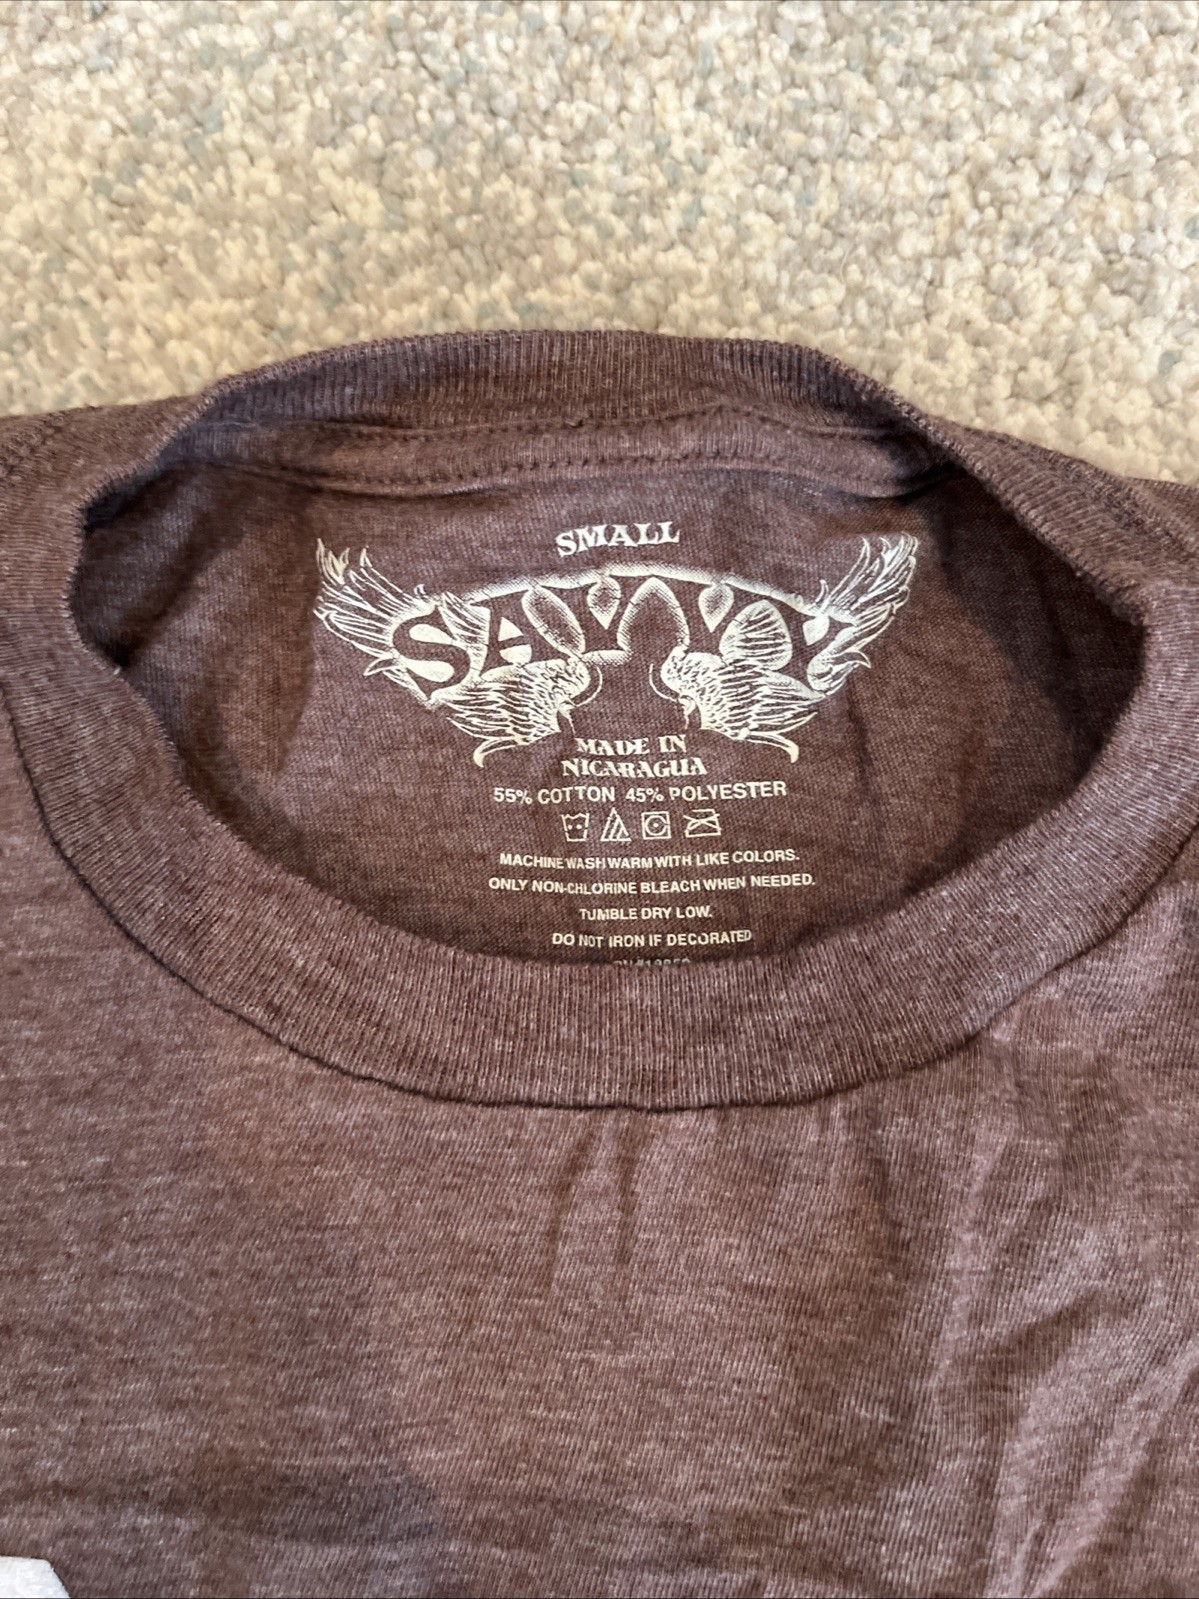 SMALL
SAVVY
MADE IN
NICARAGUA
55% COTTON 45% POLYESTER
MACHINE WASH WARM WITH LIKE COLORS.
ONLY NON-CHLORINE BLEACH WHEN NEEDED.
TUMBLE DRY LOW.
DO NOT IRON IF DECORATED